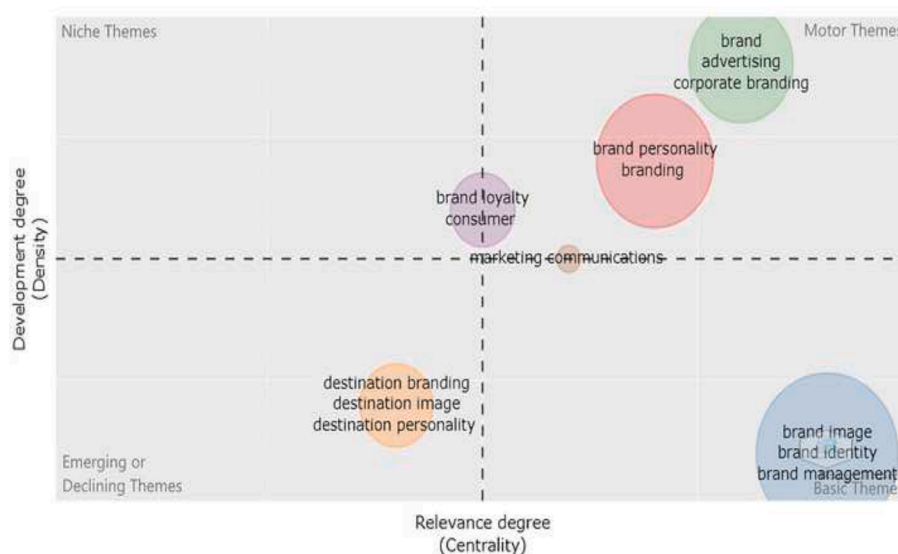 Niche Themes
Motor Themes
brand
advertising
corporate branding
brand personality
branding
brand loyalty
consumer
marketing communications
Development degree
(Density)
destination branding
destination image
destination personality
brand image
brand identity
brand management
Emerging or
Declining Themes
Basic Theme
Relevance degree
(Centrality)